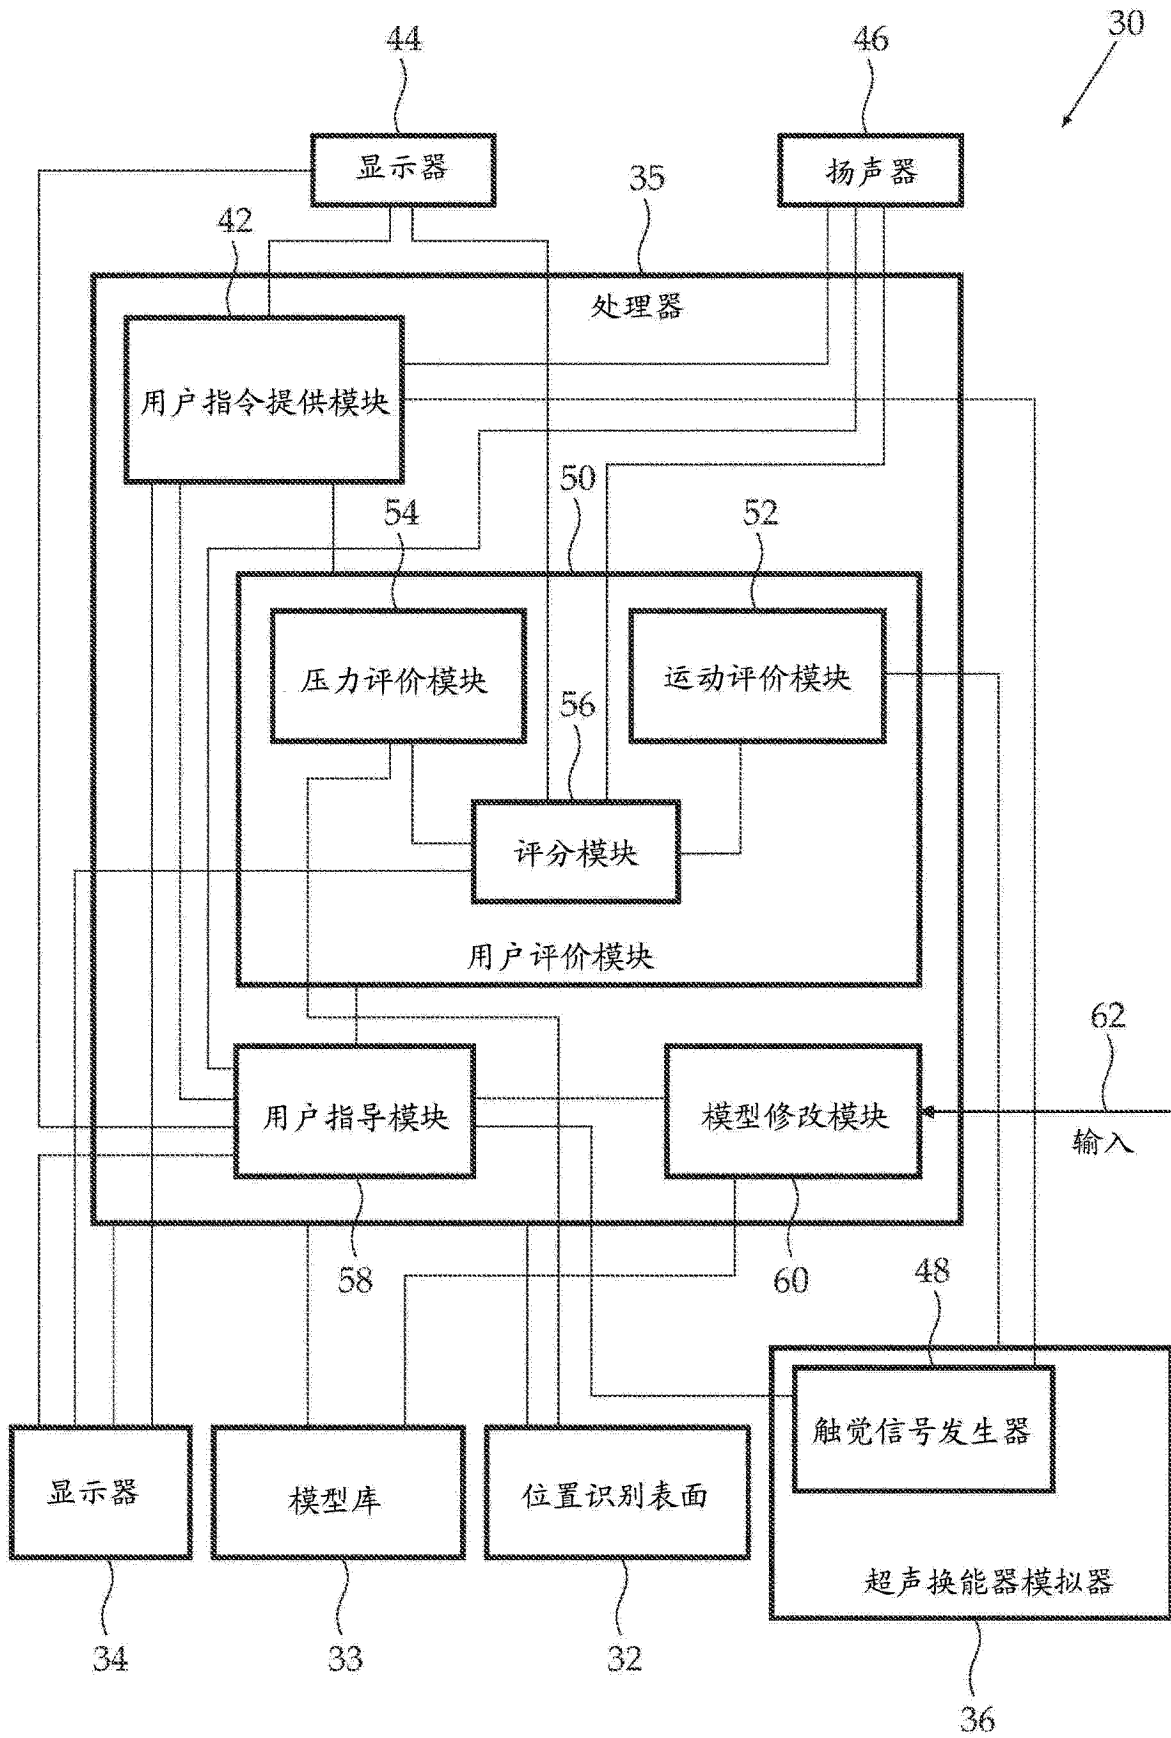 30
44
46
显示器
扬声器
35
42
处理器
用户指令提供模块
50
54
52
压力评价模块
运动评价模块
56
评分模块
用户评价模块
62
用户指导模块
模型修改模块
输入
58
60
48
触觉信号发生器
显示器
模型库
位置识别表面
超声换能器模拟器
34
33
32
36